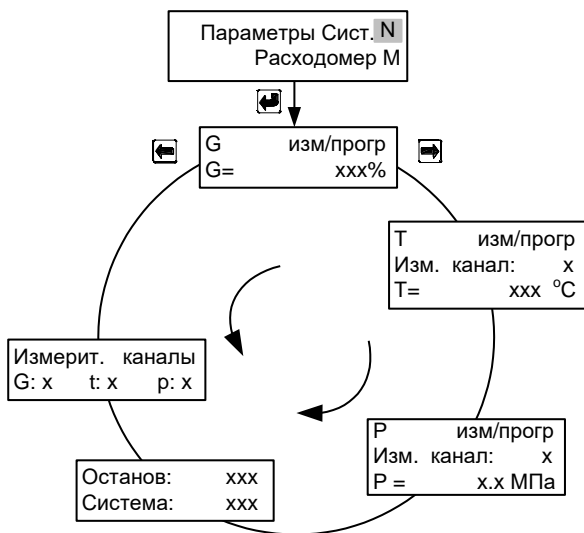 Параметры Сист. N
Расходомер M
G изм/прогр
G= xxx%
T изм/прогр
Изм. канал: x
T= xxx °C
Измерит. каналы
G: x t: x p: x
P изм/прогр
Изм. канал: x
P = x.x МПа
Останов: xxx
Система: xxx